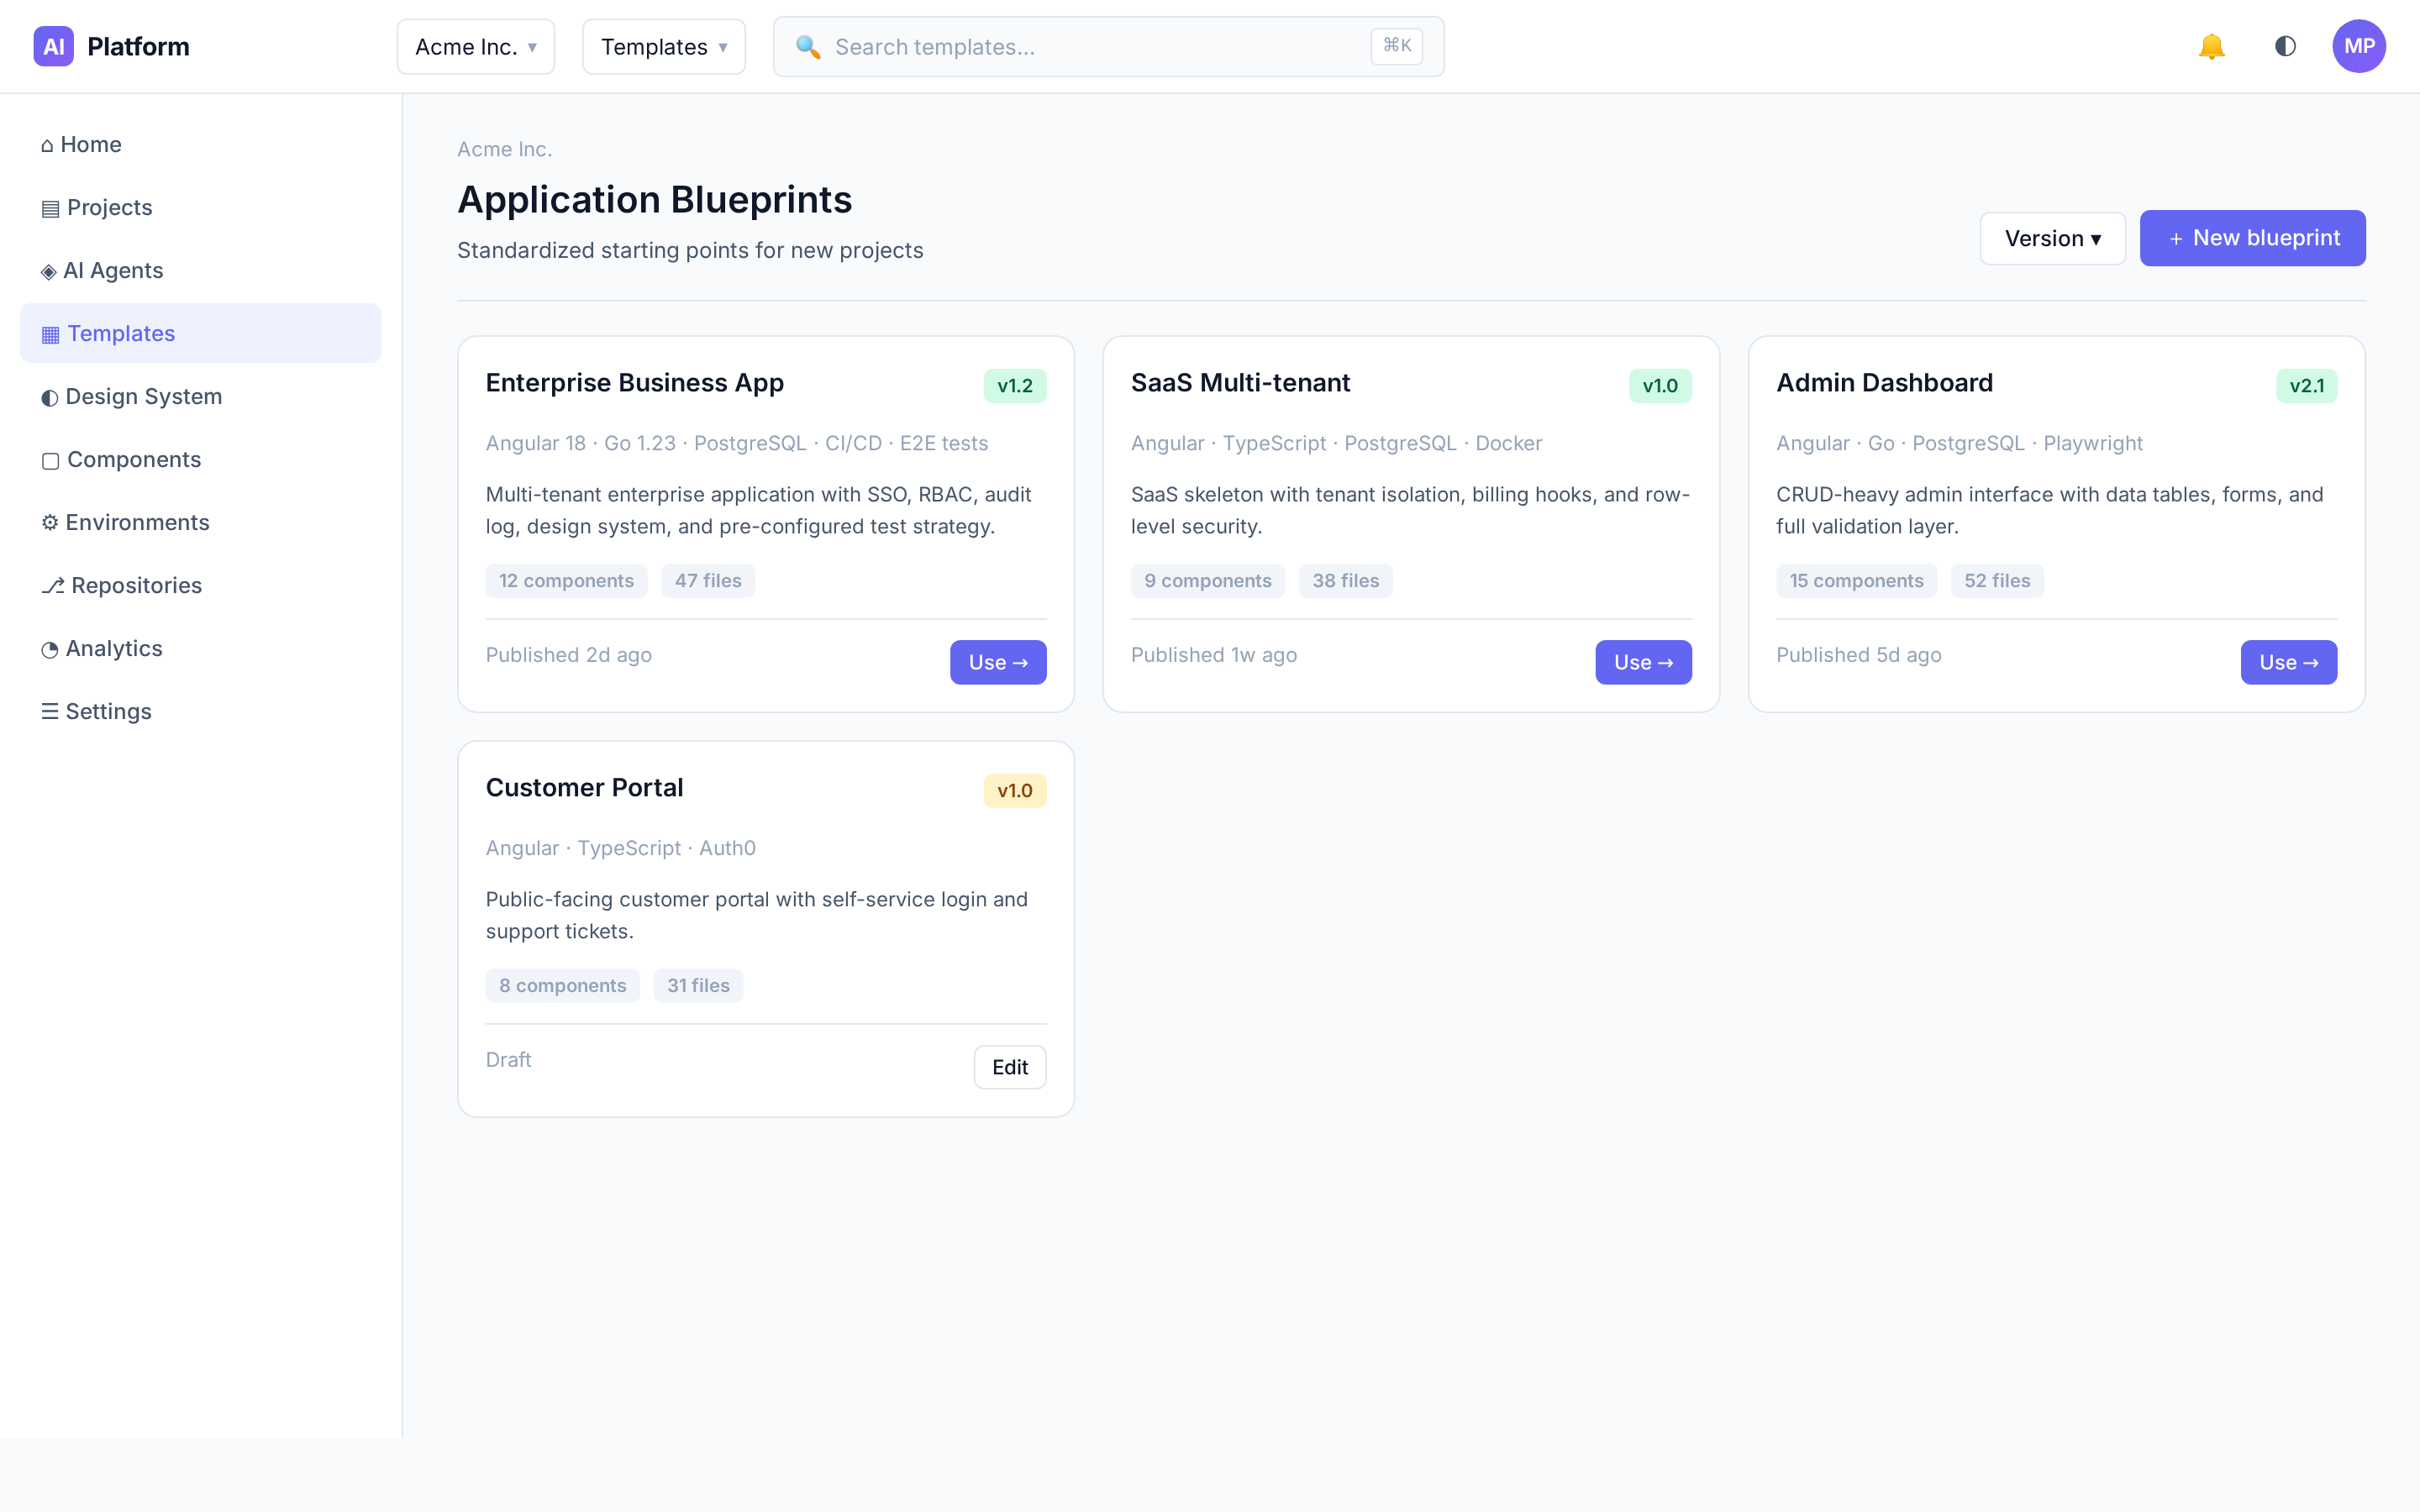 AI Platform
Acme Inc. ▾
Templates ▾
Search templates...
⌘K
MP
Home
Projects
AI Agents
Templates
Design System
Components
Environments
Repositories
Analytics
Settings
Acme Inc.
Application Blueprints
Standardized starting points for new projects
Version ▾
+ New blueprint
Enterprise Business App
v1.2
Angular 18 · Go 1.23 · PostgreSQL · CI/CD · E2E tests
Multi-tenant enterprise application with SSO, RBAC, audit
log, design system, and pre-configured test strategy.
12 components
47 files
Published 2d ago
Use →
SaaS Multi-tenant
v1.0
Angular · TypeScript · PostgreSQL · Docker
SaaS skeleton with tenant isolation, billing hooks, and row-
level security.
9 components
38 files
Published 1w ago
Use →
Admin Dashboard
v2.1
Angular · Go · PostgreSQL · Playwright
CRUD-heavy admin interface with data tables, forms, and
full validation layer.
15 components
52 files
Published 5d ago
Use →
Customer Portal
v1.0
Angular · TypeScript · Auth0
Public-facing customer portal with self-service login and
support tickets.
8 components
31 files
Draft
Edit